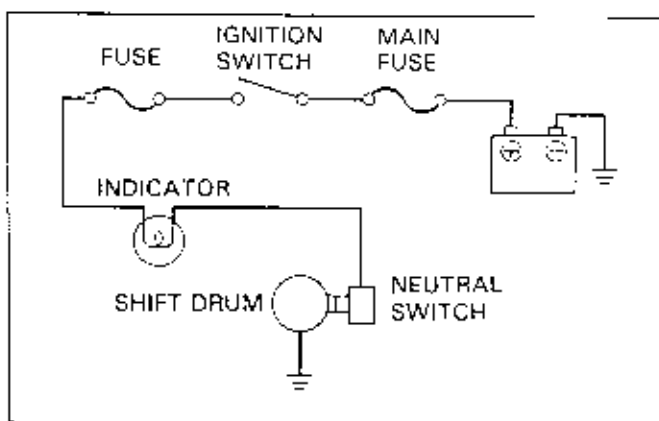 FUSE
IGNITION
SWITCH
MAIN
FUSE
INDICATOR
SHIFT DRUM
NEUTRAL
SWITCH